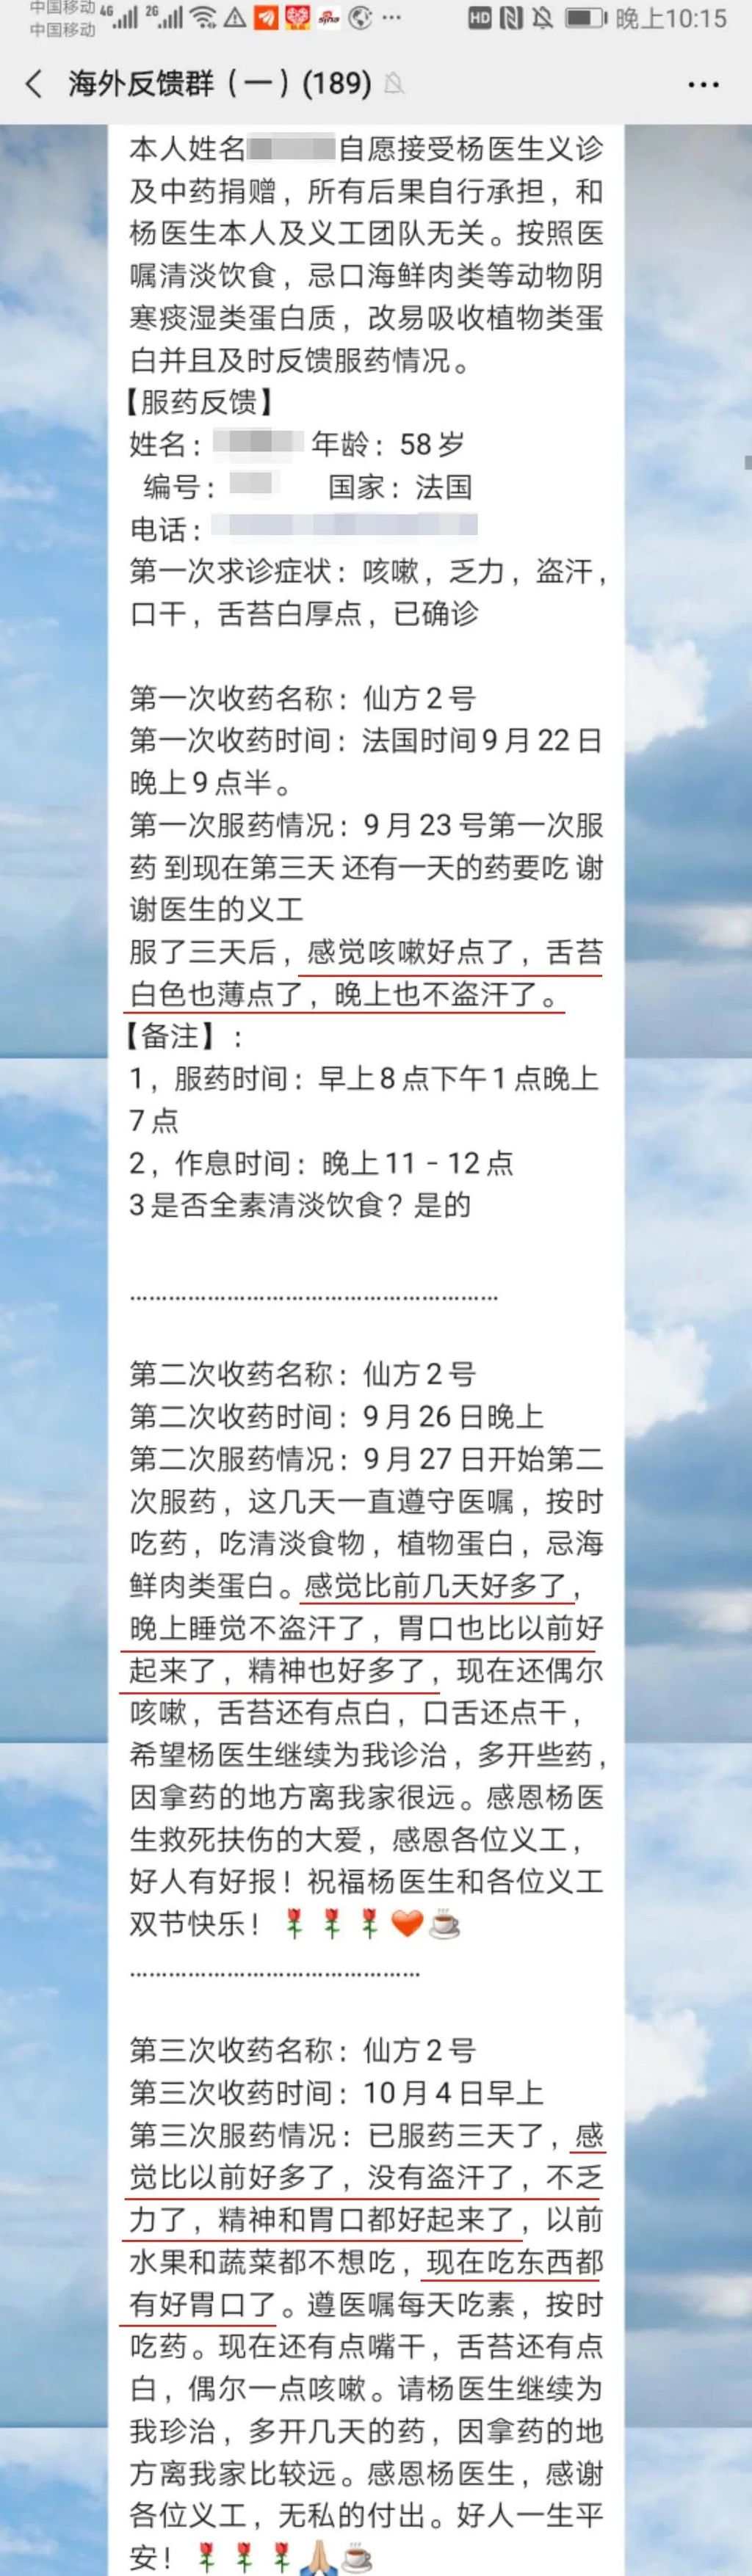 中国移动 4G 2G HD 晚上10:15
中国移动
海外反馈群(一)(189)
本人姓名 自愿接受杨医生义诊
及中药捐赠，所有后果自行承担，和
杨医生本人及义工团队无关。按照医
嘱清淡饮食，忌口海鲜肉类等动物阴
寒痰湿类蛋白质，改易吸收植物类蛋
白并且及时反馈服药情况。
【服药反馈】
姓名： 年龄：58岁
编号： 国家：法国
电话：
第一次求诊症状：咳嗽，乏力，盗汗，
口干，舌苔白厚点，已确诊
第一次收药名称：仙方2号
第一次收药时间：法国时间9月22日
晚上9点半。
第一次服药情况：9月23号第一次服
药 到现在第三天 还有一天的药要吃 谢
谢医生的义工
服了三天后，感觉咳嗽好点了，舌苔
白色也薄点了，晚上也不盗汗了。
【备注】：
1，服药时间：早上8点下午1点晚上
7点
2，作息时间：晚上11－12点
3是否全素清淡饮食？是的
………………………………………………
第二次收药名称：仙方2号
第二次收药时间：9月26日晚上
第二次服药情况：9月27日开始第二
次服药，这几天一直遵守医嘱，按时
吃药，吃清淡食物，植物蛋白，忌海
鲜肉类蛋白。感觉比前几天好多了，
晚上睡觉不盗汗了，胃口也比以前好
起来了，精神也好多了，现在还偶尔
咳嗽，舌苔还有点白，口舌还点干，
希望杨医生继续为我诊治，多开些药，
因拿药的地方离我家很远。感恩杨医
生救死扶伤的大爱，感恩各位义工，
好人有好报！祝福杨医生和各位义工
双节快乐！🌹🌹🌹❤️☕
……………………………………
第三次收药名称：仙方2号
第三次收药时间：10月4日早上
第三次服药情况：已服药三天了，感
觉比以前好多了，没有盗汗了，不乏
力了，精神和胃口都好起来了，以前
水果和蔬菜都不想吃，现在吃东西都
有好胃口了。遵医嘱每天吃素，按时
吃药。现在还有点嘴干，舌苔还有点
白，偶尔一点咳嗽。请杨医生继续为
我珍治，多开几天的药，因拿药的地
方离我家比较远。感恩杨医生，感谢
各位义工，无私的付出。好人一生平
安！🌹🌹🌹🙏☕